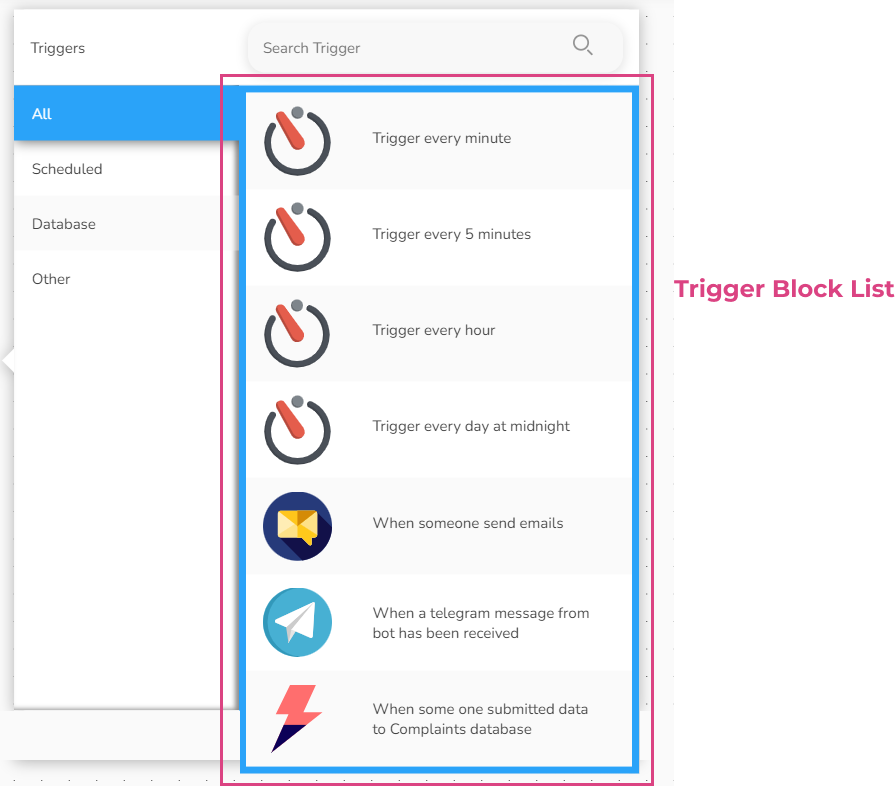 Triggers
Search Trigger
All
Scheduled
Database
Other
Trigger every minute
Trigger every 5 minutes
Trigger every hour
Trigger every day at midnight
When someone send emails
When a telegram message from
bot has been received
When some one submitted data
to Complaints database
Trigger Block List